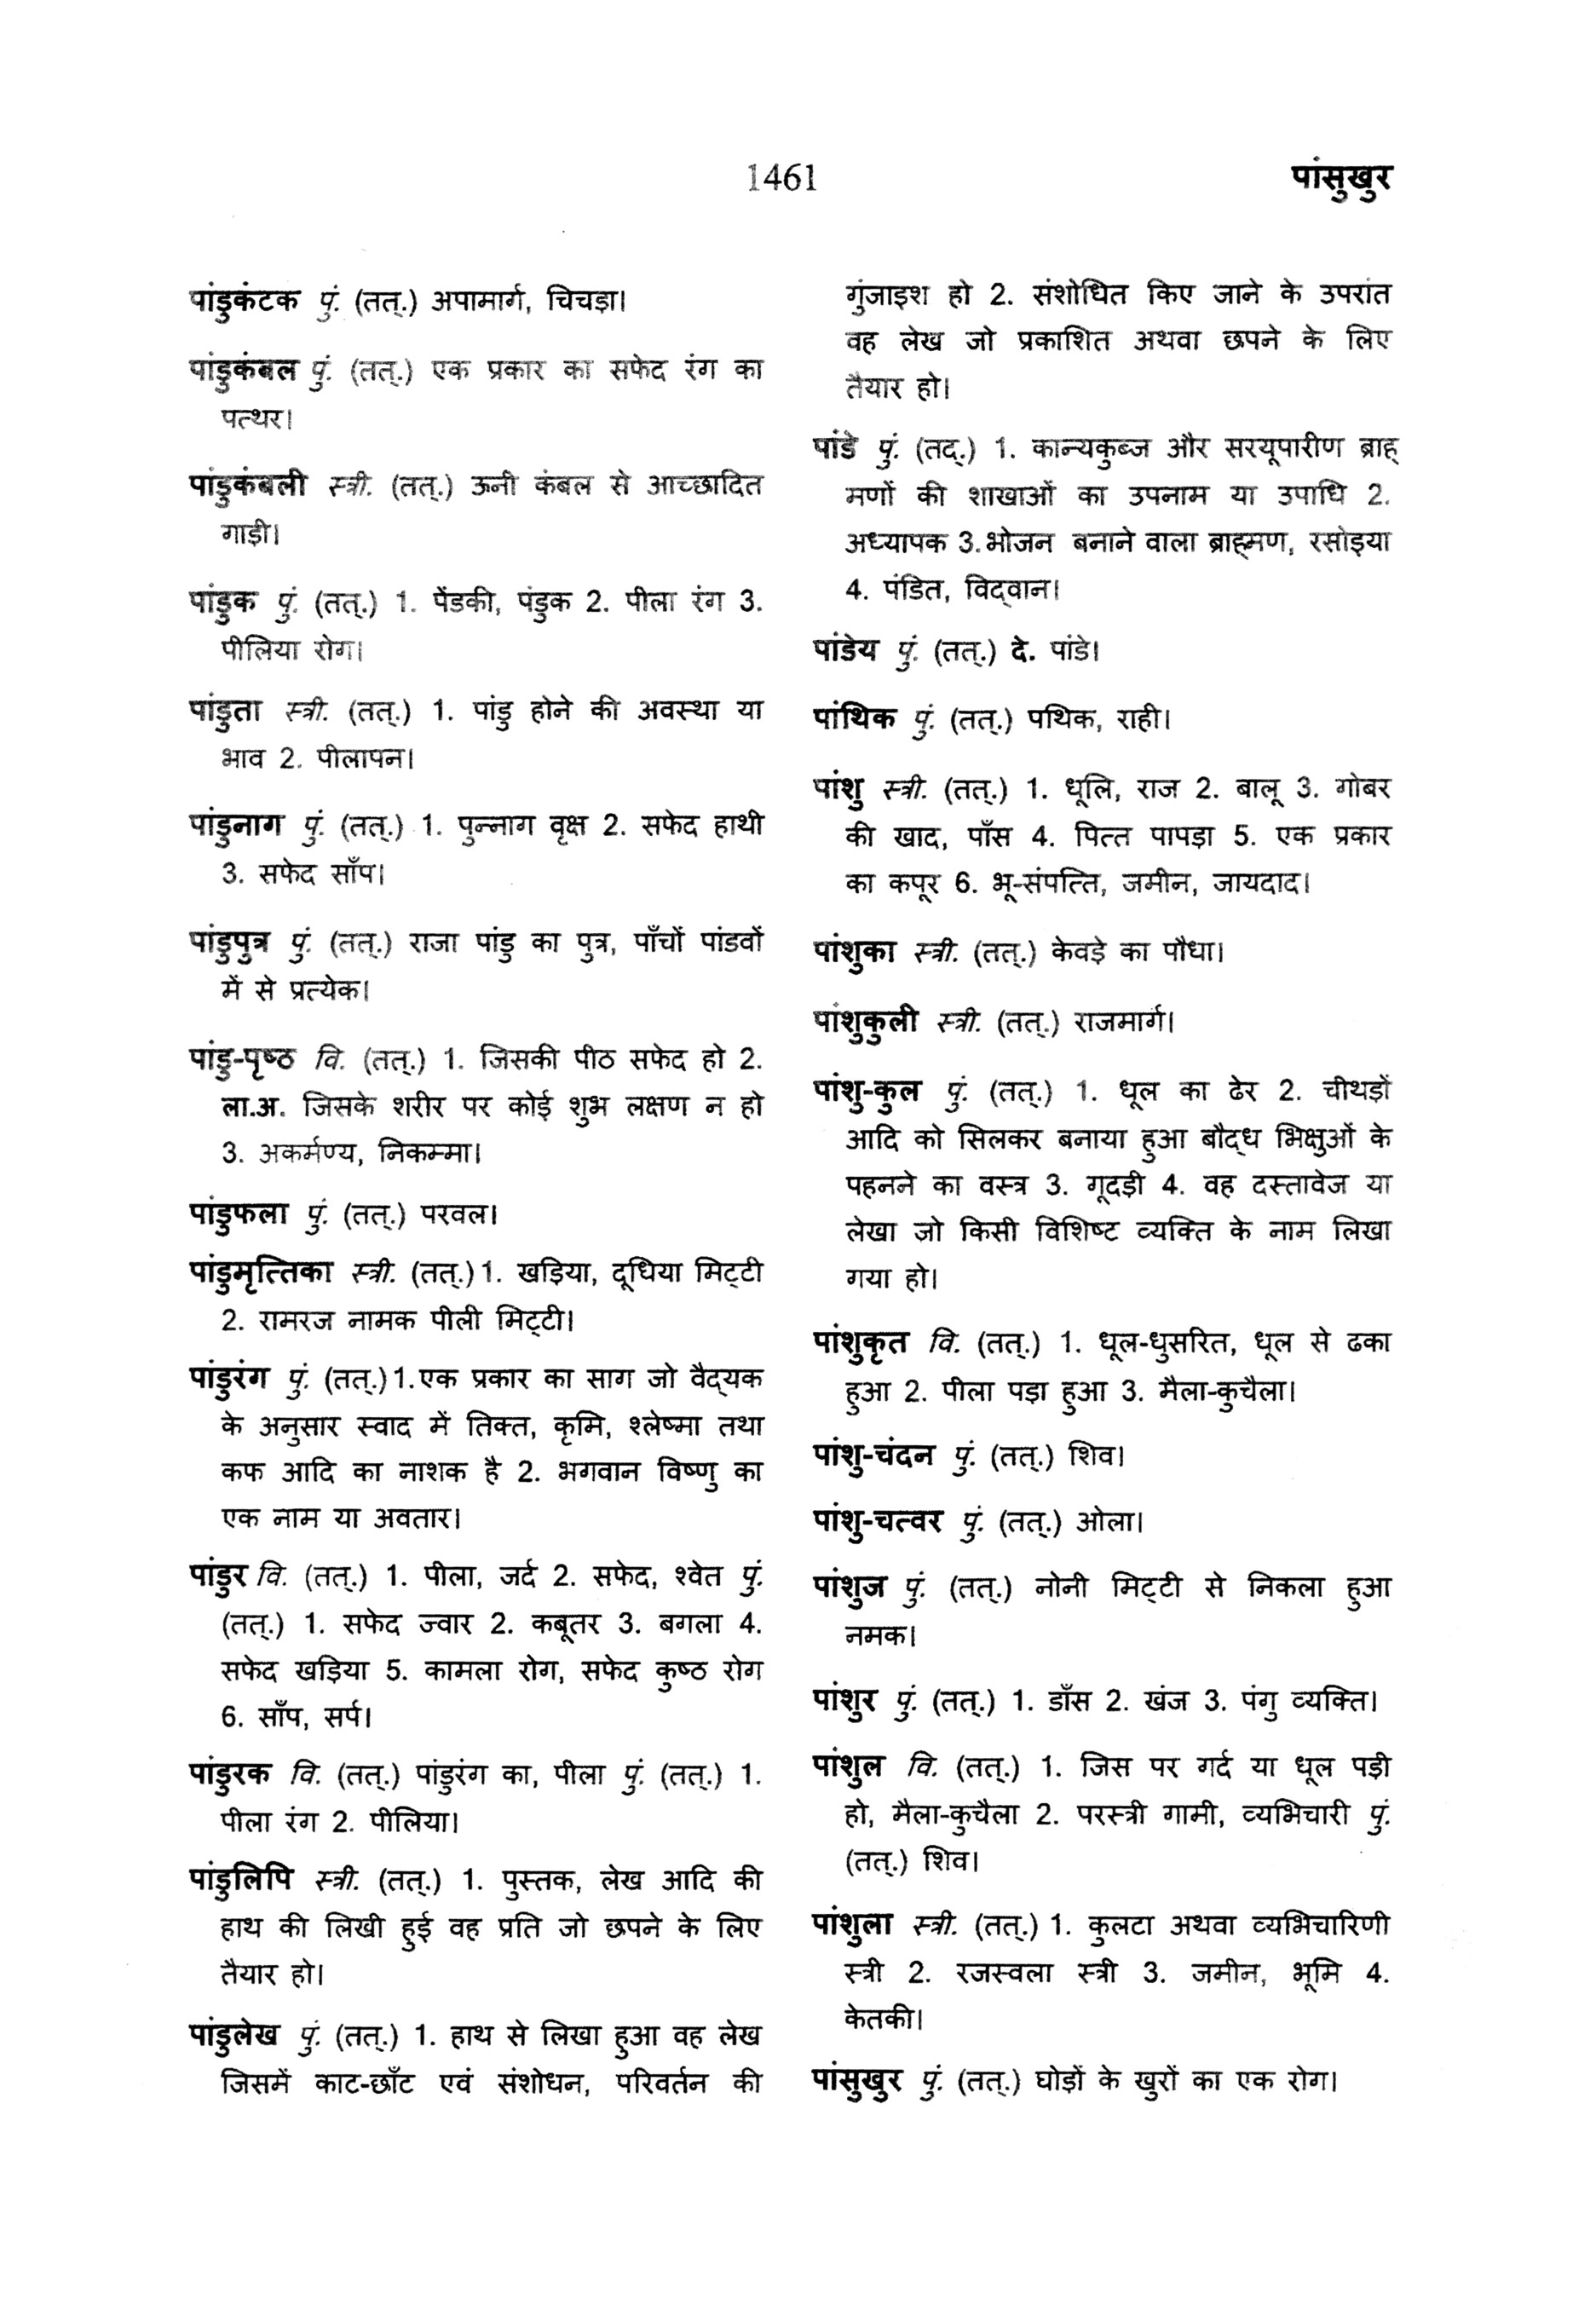 1461
पांसुखुर
पांडुकंटक पुं. (तत्.) अपामार्ग, चिचड़ा।
पांडुकंबल पुं. (तत्.) एक प्रकार का सफेद रंग का
पत्थर।
पांडुकंबली स्त्री. (तत्.) ऊनी कंबल से आच्छादित
गाड़ी।
पांडुक पुं. (तत्.) 1. पेंडकी, पंडुक 2. पीला रंग 3.
पीलिया रोग।
पांडुता स्त्री. (तत्.) 1. पांडु होने की अवस्था या
भाव 2. पीलापन।
पांडुनाग पुं. (तत्.) 1. पुन्नाग वृक्ष 2. सफेद हाथी
3. सफेद साँप।
पांडुपुत्र पुं. (तत्.) राजा पांडु का पुत्र, पाँचों पांडवों
में से प्रत्येक।
पांडु-पृष्ठ वि. (तत्.) 1. जिसकी पीठ सफेद हो 2.
ला.अ. जिसके शरीर पर कोई शुभ लक्षण न हो
3. अकर्मण्य, निकम्मा।
पांडुफला पुं. (तत्.) परवल।
पांडुमृत्तिका स्त्री. (तत्.) 1. खड़िया, दूधिया मिट्टी
2. रामरज नामक पीली मिट्टी।
पांडुरंग पुं. (तत्.) 1.एक प्रकार का साग जो वैद्यक
के अनुसार स्वाद में तिक्त, कृमि, श्लेष्मा तथा
कफ आदि का नाशक है 2. भगवान विष्णु का
एक नाम या अवतार।
पांडुर वि. (तत्.) 1. पीला, जर्द 2. सफेद, श्वेत पुं.
(तत्.) 1. सफेद ज्वार 2. कबूतर 3. बगला 4.
सफेद खड़िया 5. कामला रोग, सफेद कुष्ठ रोग
6. साँप, सर्प।
पांडुरक वि. (तत्.) पांडुरंग का, पीला पुं. (तत्.) 1.
पीला रंग 2. पीलिया।
पांडुलिपि स्त्री. (तत्.) 1. पुस्तक, लेख आदि की
हाथ की लिखी हुई वह प्रति जो छपने के लिए
तैयार हो।
पांडुलेख पुं. (तत्.) 1. हाथ से लिखा हुआ वह लेख
जिसमें काट-छाँट एवं संशोधन, परिवर्तन की
गुंजाइश हो 2. संशोधित किए जाने के उपरांत
वह लेख जो प्रकाशित अथवा छपने के लिए
तैयार हो।
पांडे पुं. (तद्.) 1. कान्यकुब्ज और सरयूपारीण ब्राह्
मणों की शाखाओं का उपनाम या उपाधि 2.
अध्यापक 3.भोजन बनाने वाला ब्राह्मण, रसोइया
4. पंडित, विद्वान।
पांडेय पुं. (तत्.) दे. पांडे।
पांथिक पुं. (तत्.) पथिक, राही।
पांशु स्त्री. (तत्.) 1. धूलि, राज 2. बालू 3. गोबर
की खाद, पाँस 4. पित्त पापड़ा 5. एक प्रकार
का कपूर 6. भू-संपत्ति, जमीन, जायदाद।
पांशुका स्त्री. (तत्.) केवड़े का पौधा।
पांशुकुली स्त्री. (तत्.) राजमार्ग।
पांशु-कुल पुं. (तत्.) 1. धूल का ढेर 2. चीथड़ों
आदि को सिलकर बनाया हुआ बौद्ध भिक्षुओं के
पहनने का वस्त्र 3. गूदड़ी 4. वह दस्तावेज या
लेखा जो किसी विशिष्ट व्यक्ति के नाम लिखा
गया हो।
पांशुकृत वि. (तत्.) 1. धूल-धुसरित, धूल से ढका
हुआ 2. पीला पड़ा हुआ 3. मैला-कुचैला।
पांशु-चंदन पुं. (तत्.) शिव।
पांशु-चत्वर पुं. (तत्.) ओला।
पांशुज पुं. (तत्.) नोनी मिट्टी से निकला हुआ
नमक।
पांशुर पुं. (तत्.) 1. डाँस 2. खंज 3. पंगु व्यक्ति।
पांशुल वि. (तत्.) 1. जिस पर गर्द या धूल पड़ी
हो, मैला-कुचैला 2. परस्त्री गामी, व्यभिचारी पुं.
(तत्.) शिव।
पांशुला स्त्री. (तत्.) 1. कुलटा अथवा व्यभिचारिणी
स्त्री 2. रजस्वला स्त्री 3. जमीन, भूमि 4.
केतकी।
पांसुखुर पुं. (तत्.) घोड़ों के खुरों का एक रोग।